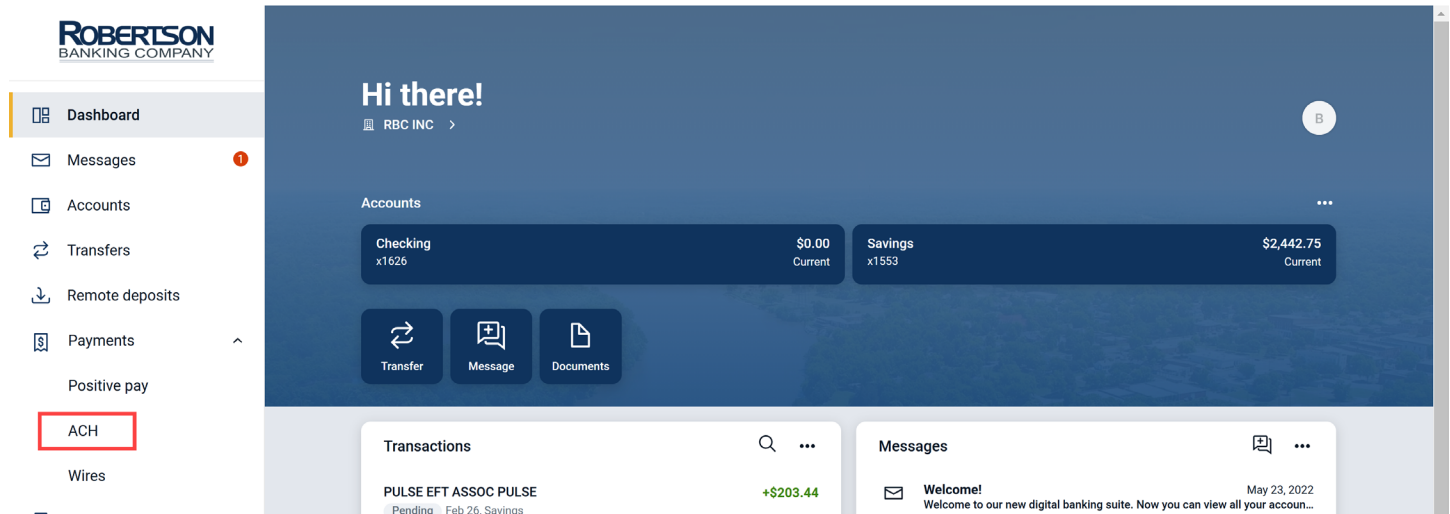 ROBERTSON
BANKING COMPANY
Dashboard
Messages
1
Accounts
Transfers
Remote deposits
Payments
Positive pay
ACH
Wires
Hi there!
RBC INC
B
Accounts
Checking
$0.00
x1626
Current
Savings
$2,442.75
x1553
Current
Transfer
Message
Documents
Transactions
PULSE EFT ASSOC PULSE
+$203.44
Pending Feb 26, Savings
Messages
Welcome!
May 23, 2022
Welcome to our new digital banking suite. Now you can view all your accoun...